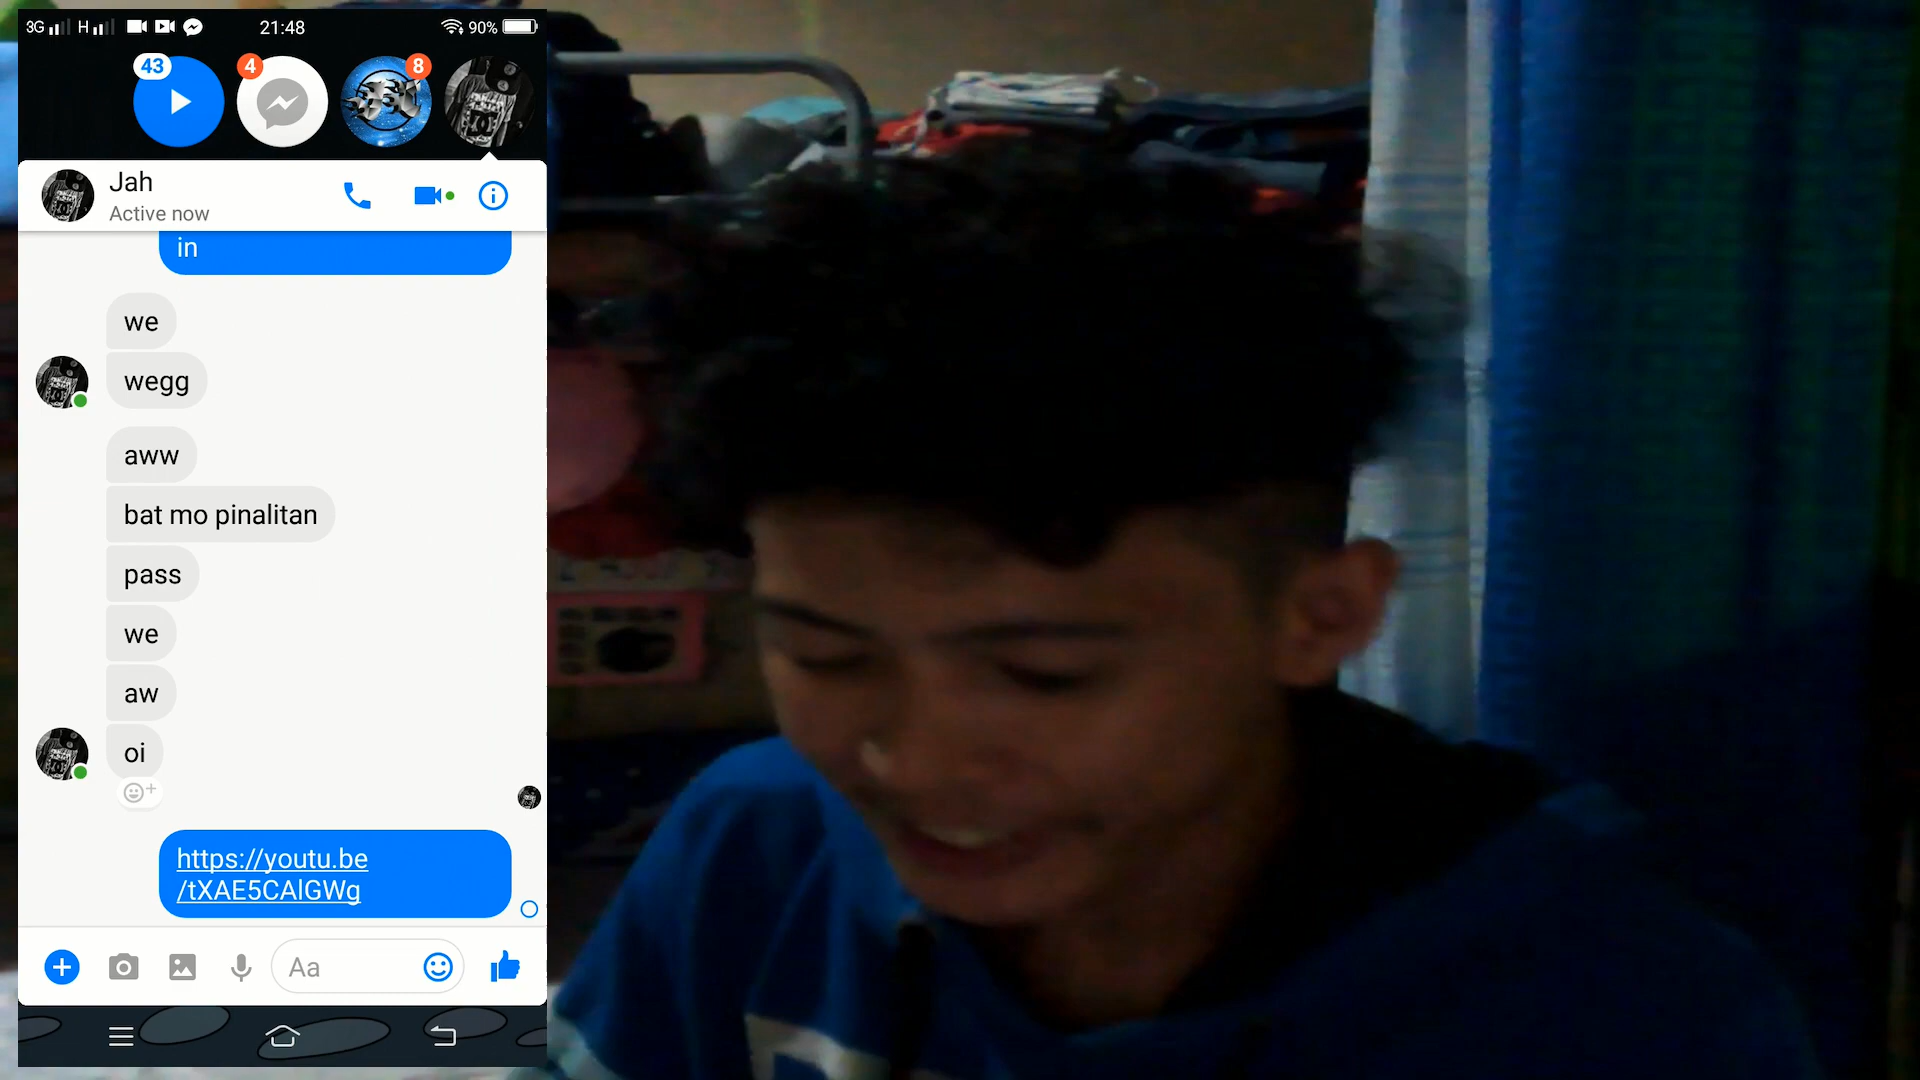 3G H 21:48 90%
43 4 8
Jah
Active now
in
we
wegg
aww
bat mo pinalitan
pass
we
aw
oi
https://youtu.be
/tXAE5CAlGWg
Aa